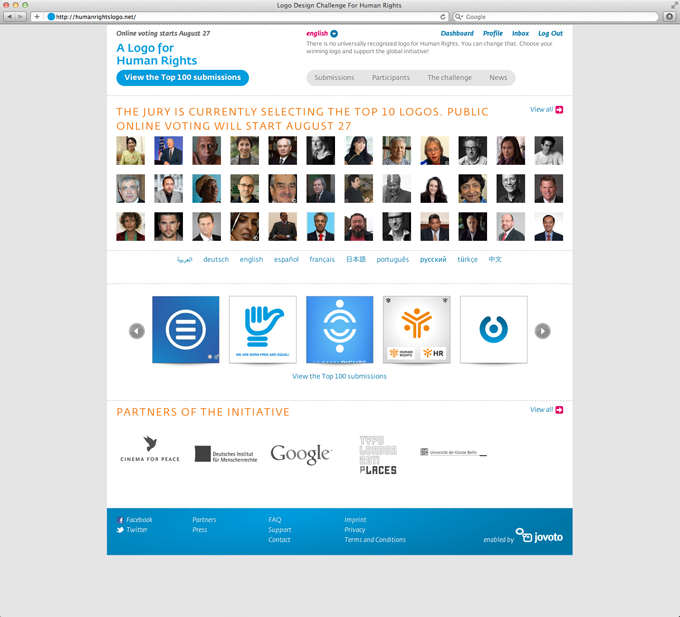 Logo Design Challenge For Human Rights
http://humanrightslogo.net/
Google
Online voting starts August 27
english
Dashboard Profile Inbox Log Out
A Logo for
Human Rights
There is no universally recognized logo for Human Rights. You can change that. Choose your
winning logo and support the global initiative!
View the Top 100 submissions
Submissions Participants The challenge News
THE JURY IS CURRENTLY SELECTING THE TOP 10 LOGOS. PUBLIC
ONLINE VOTING WILL START AUGUST 27
View all
العربية deutsch english español français 日本語 português русский türkçe 中文
WE ARE BORN FREE AND EQUAL!
HUMAN RIGHTS
HUMAN
RIGHTS
HR
View the Top 100 submissions
PARTNERS OF THE INITIATIVE
View all
CINEMA FOR PEACE
Deutsches Institut
für Menschenrechte
Google
TYPO
LONDON
2011
PLACES
Universität der Künste Berlin
Facebook Partners FAQ Imprint
Twitter Press Support Privacy
Contact Terms and Conditions
enabled by jovoto